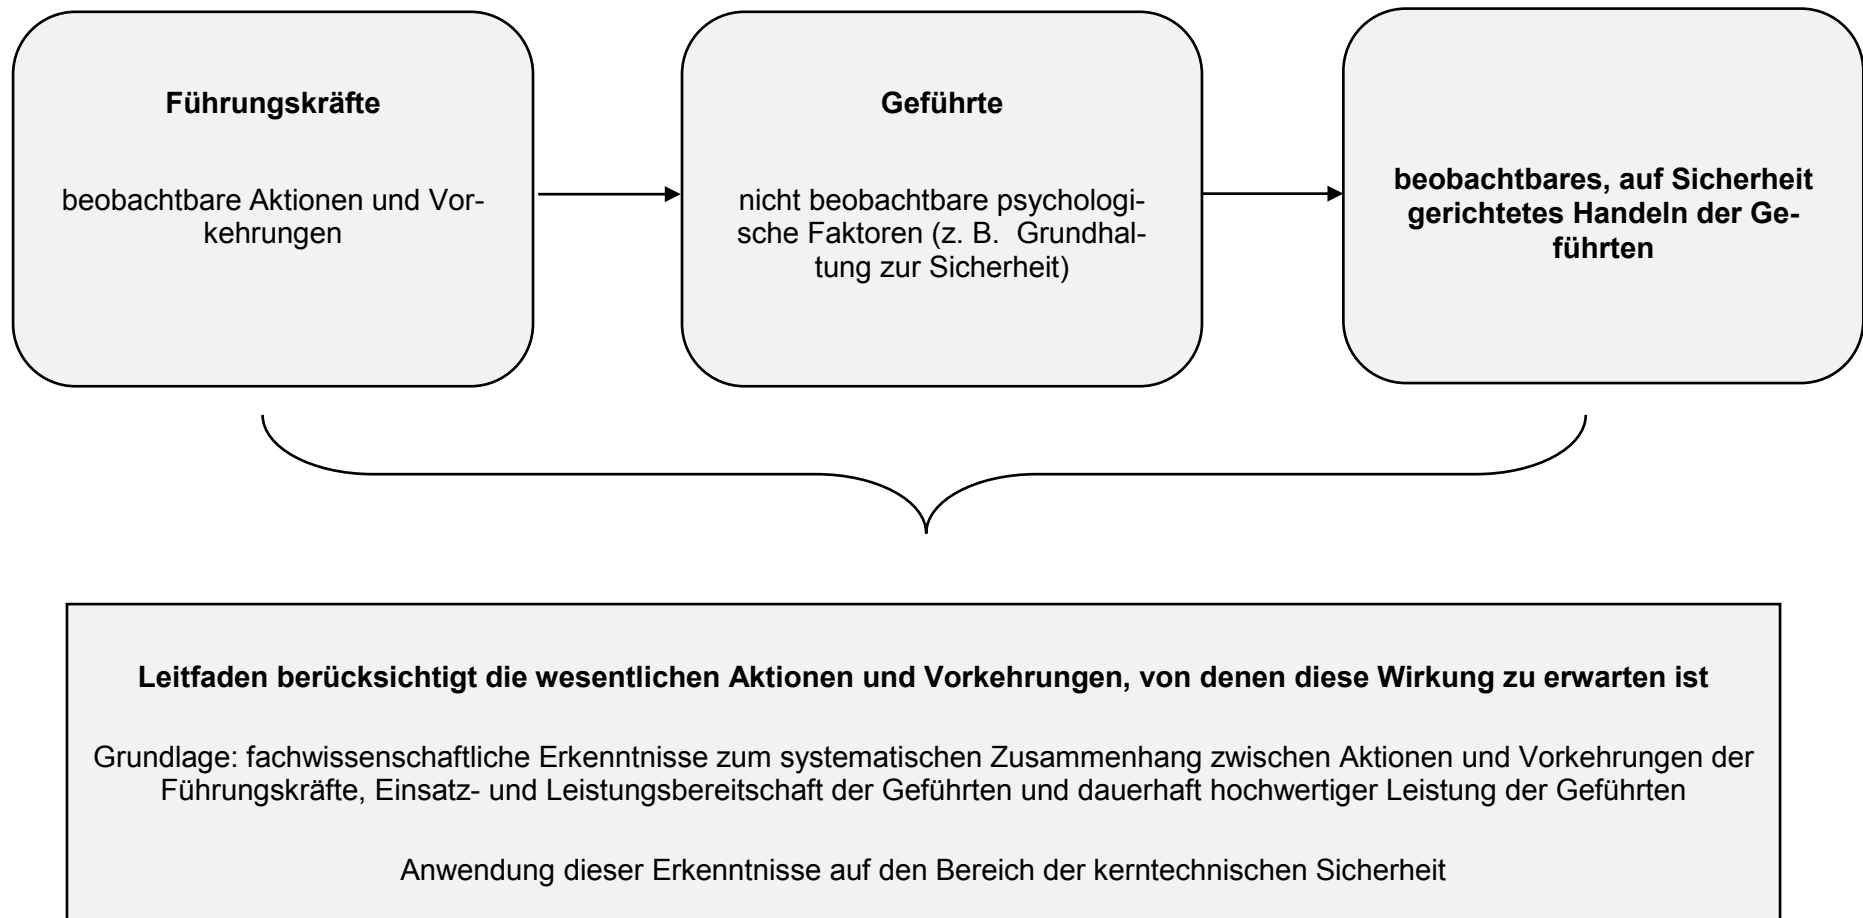 Führungskräfte
beobachtbare Aktionen und Vor-
kehrungen
Geführte
nicht beobachtbare psychologi-
sche Faktoren (z. B.  Grundhal-
tung zur Sicherheit)
beobachtbares, auf Sicherheit
gerichtetes Handeln der Ge-
führten
Leitfaden berücksichtigt die wesentlichen Aktionen und Vorkehrungen, von denen diese Wirkung zu erwarten ist
Grundlage: fachwissenschaftliche Erkenntnisse zum systematischen Zusammenhang zwischen Aktionen und Vorkehrungen der
Führungskräfte, Einsatz- und Leistungsbereitschaft der Geführten und dauerhaft hochwertiger Leistung der Geführten
Anwendung dieser Erkenntnisse auf den Bereich der kerntechnischen Sicherheit